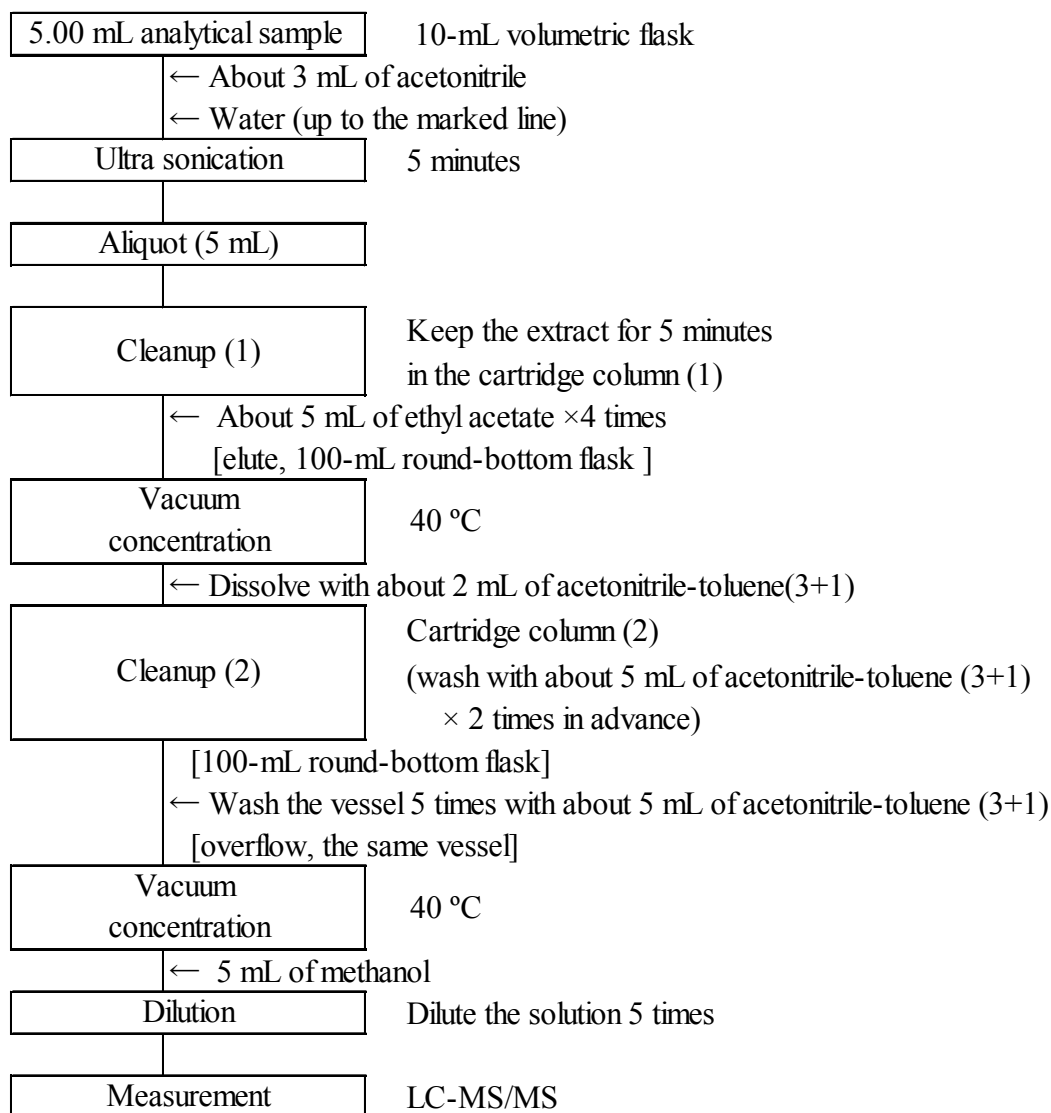 5.00 mL analytical sample 10-mL volumetric flask
← About 3 mL of acetonitrile
← Water (up to the marked line)
Ultra sonication 5 minutes
Aliquot (5 mL)
Keep the extract for 5 minutes
Cleanup (1)
in the cartridge column (1)
← About 5 mL of ethyl acetate ×4 times
[elute, 100-mL round-bottom flask ]
Vacuum
concentration
40 ºC
← Dissolve with about 2 mL of acetonitrile-toluene(3+1)
Cartridge column (2)
Cleanup (2)
(wash with about 5 mL of acetonitrile-toluene (3+1)
× 2 times in advance)
[100-mL round-bottom flask]
← Wash the vessel 5 times with about 5 mL of acetonitrile-toluene (3+1)
[overflow, the same vessel]
Vacuum
concentration
40 ºC
← 5 mL of methanol
Dilution Dilute the solution 5 times
Measurement LC-MS/MS